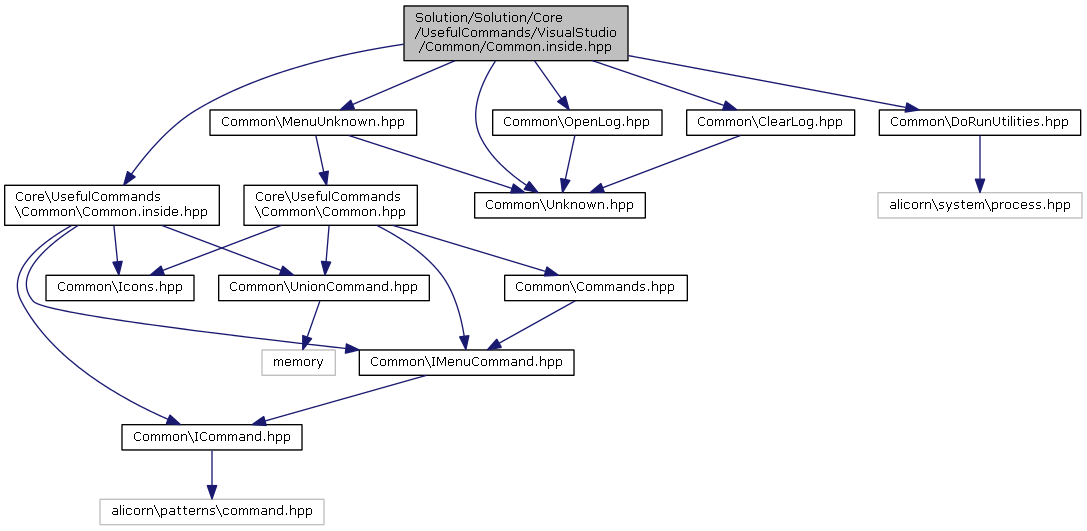 Solution/Solution/Core
/UsefulCommands/VisualStudio
/Common/Common.inside.hpp
Common\MenuUnknown.hpp
Common\OpenLog.hpp
Common\ClearLog.hpp
Common\DoRunUtilities.hpp
Core\UsefulCommands
\Common\Common.inside.hpp
Core\UsefulCommands
\Common\Common.hpp
Common\Unknown.hpp
alicorn\system\process.hpp
Common\Icons.hpp
Common\UnionCommand.hpp
Common\Commands.hpp
memory
Common\IMenuCommand.hpp
Common\ICommand.hpp
alicorn\patterns\command.hpp